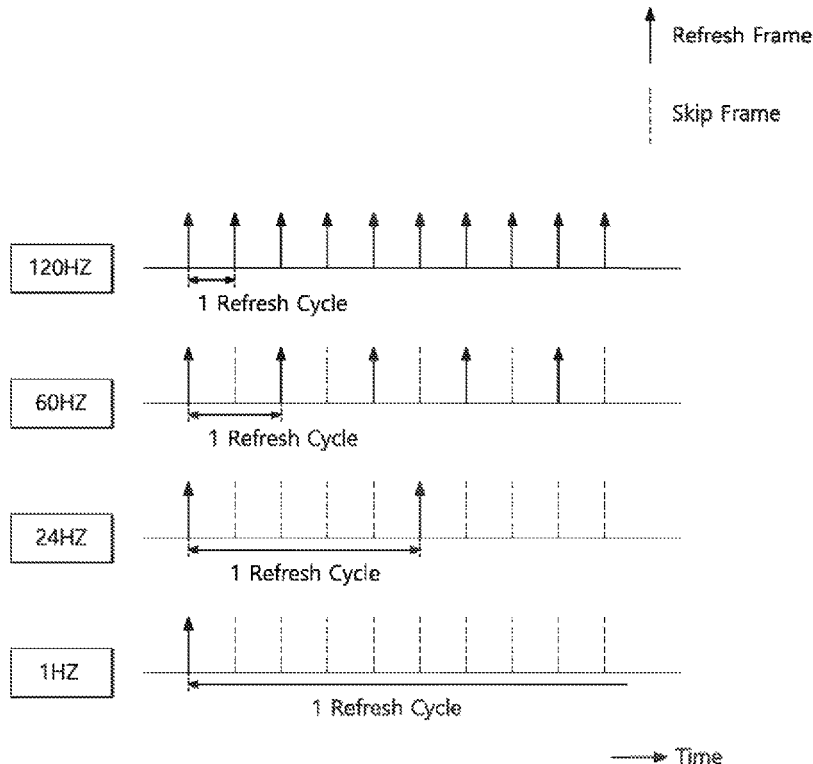 Refresh Frame
Skip Frame
120HZ
1 Refresh Cycle
60HZ
1 Refresh Cycle
24HZ
1 Refresh Cycle
1HZ
1 Refresh Cycle
Time